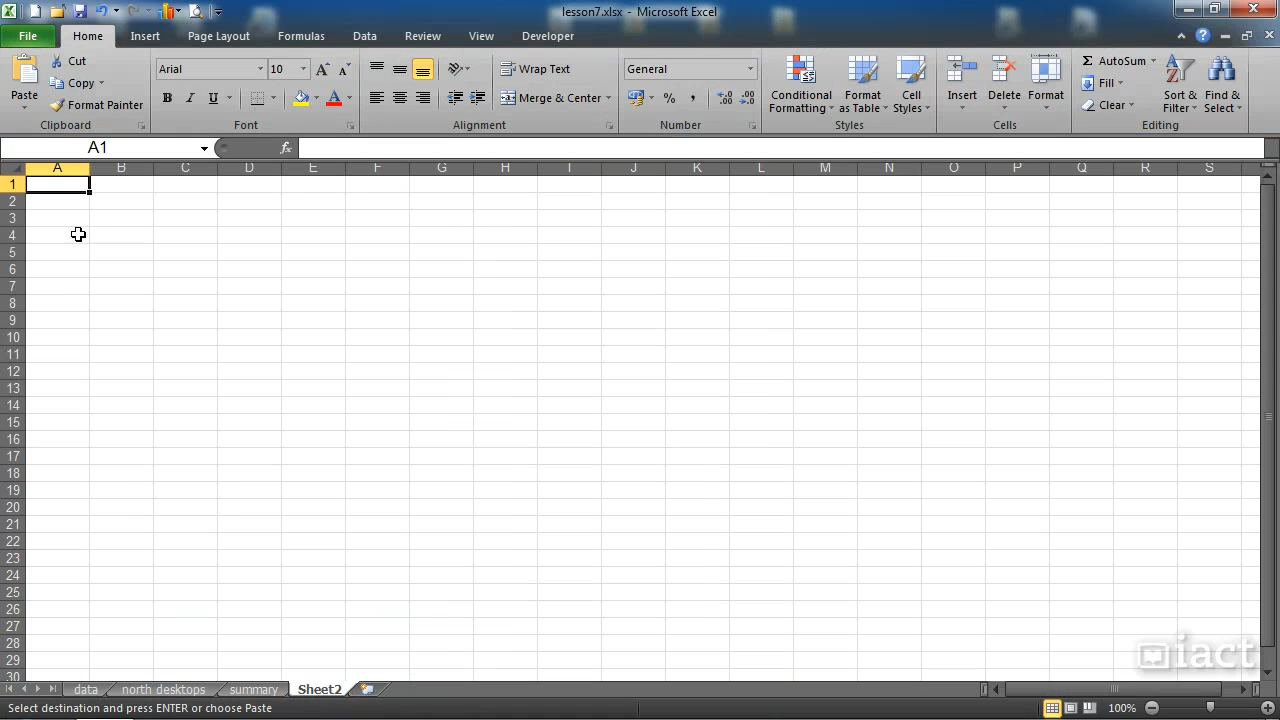 lesson7.xlsx - Microsoft Excel
File Home Insert Page Layout Formulas Data Review View Developer
Paste
Cut
Copy
Format Painter
Clipboard
Arial 10
B I U A
Font
Wrap Text
Merge & Center
Alignment
General
% ,
Number
Conditional Formatting
Format as Table
Cell Styles
Styles
Insert Delete Format
Cells
AutoSum
Fill
Clear
Sort & Filter
Find & Select
Editing
A1 fx
A B C D E F G H I J K L M N O P Q R S
1
2
3
4
5
6
7
8
9
10
11
12
13
14
15
16
17
18
19
20
21
22
23
24
25
26
27
28
29
30
iact
data north desktops summary Sheet2
Select destination and press ENTER or choose Paste 100%